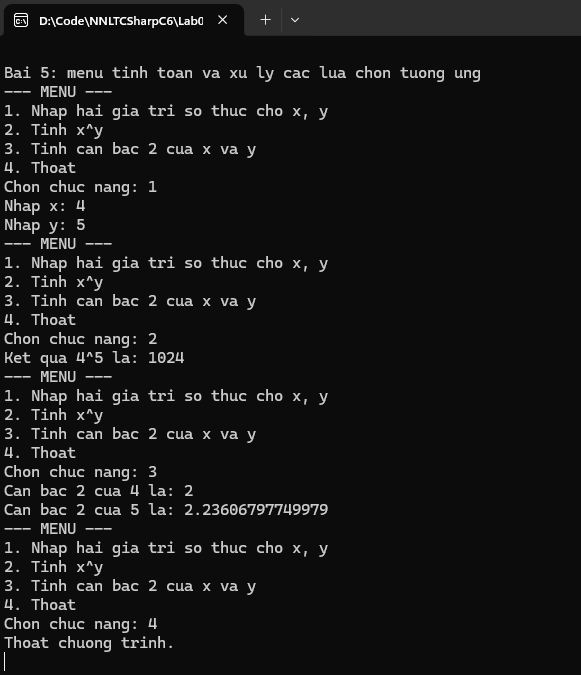 D:\Code\NNLTCSharpC6\Lab0
Bai 5: menu tinh toan va xu ly cac lua chon tuong ung
--- MENU ---
1. Nhap hai gia tri so thuc cho x, y
2. Tinh x^y
3. Tinh can bac 2 cua x va y
4. Thoat
Chon chuc nang: 1
Nhap x: 4
Nhap y: 5
--- MENU ---
1. Nhap hai gia tri so thuc cho x, y
2. Tinh x^y
3. Tinh can bac 2 cua x va y
4. Thoat
Chon chuc nang: 2
Ket qua 4^5 la: 1024
--- MENU ---
1. Nhap hai gia tri so thuc cho x, y
2. Tinh x^y
3. Tinh can bac 2 cua x va y
4. Thoat
Chon chuc nang: 3
Can bac 2 cua 4 la: 2
Can bac 2 cua 5 la: 2.23606797749979
--- MENU ---
1. Nhap hai gia tri so thuc cho x, y
2. Tinh x^y
3. Tinh can bac 2 cua x va y
4. Thoat
Chon chuc nang: 4
Thoat chuong trinh.